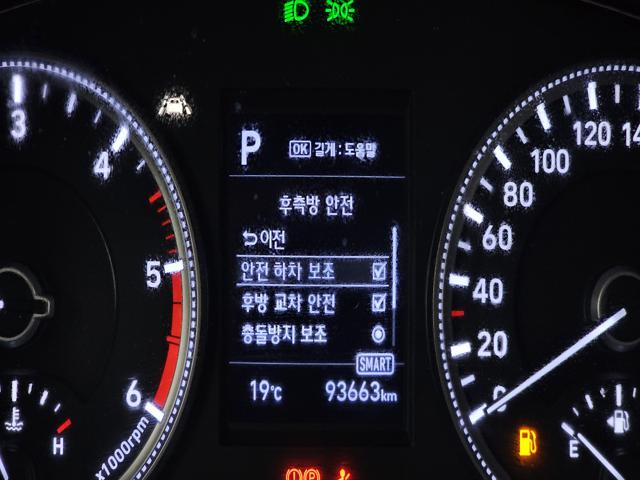 P
OK 길게 : 도움말
후측방 안전
이전
안전 하차 보조
후방 교차 안전
충돌방지 보조
SMART
19℃ 93663km
3
4
5
6
x1000rpm
H
0
20
40
60
80
100
120
E
P